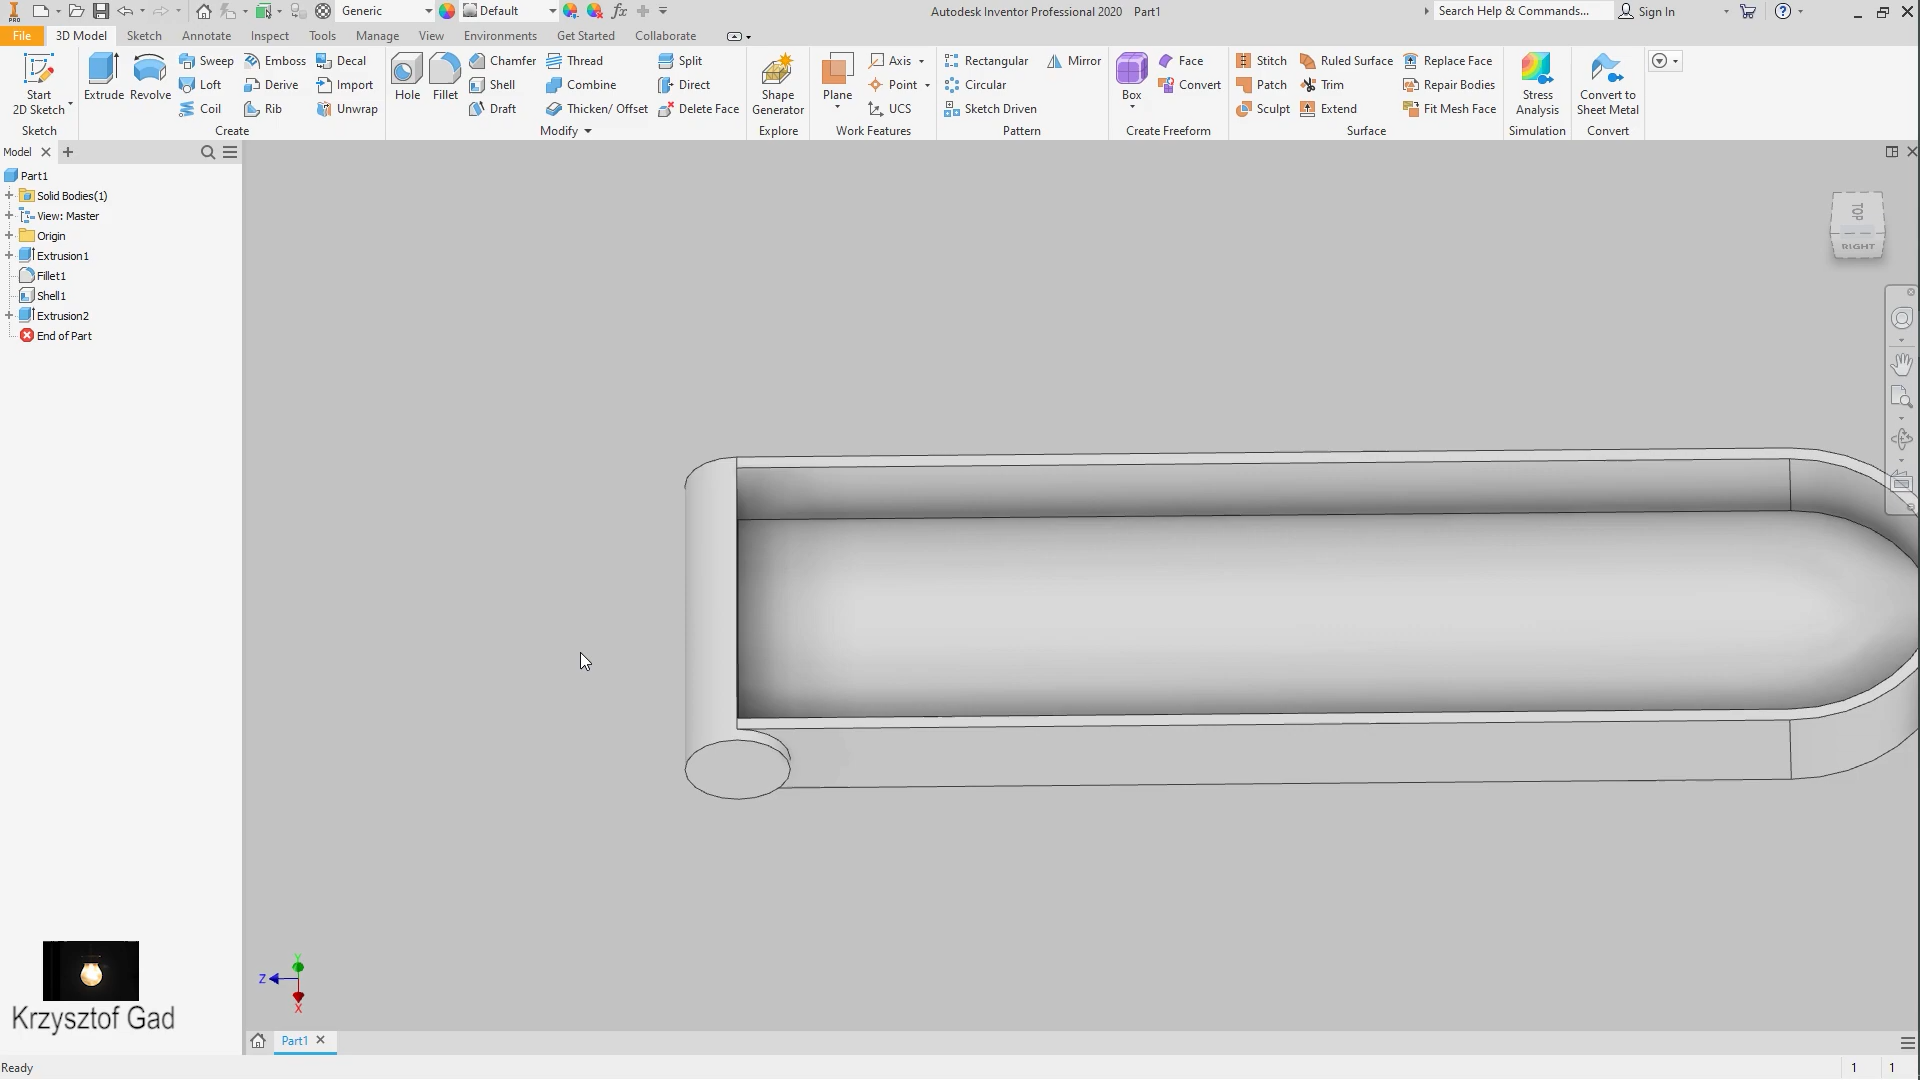 PRO
Generic
Default
fx
Autodesk Inventor Professional 2020 Part1
Search Help & Commands...
Sign In
File
3D Model
Sketch
Annotate
Inspect
Tools
Manage
View
Environments
Get Started
Collaborate
Start
2D Sketch
Sketch
Extrude
Revolve
Sweep
Loft
Coil
Emboss
Derive
Rib
Decal
Import
Unwrap
Create
Hole
Fillet
Chamfer
Shell
Draft
Thread
Combine
Thicken/ Offset
Split
Direct
Delete Face
Modify
Shape
Generator
Explore
Plane
Axis
Point
UCS
Work Features
Rectangular
Circular
Sketch Driven
Mirror
Pattern
Box
Face
Convert
Create Freeform
Stitch
Patch
Sculpt
Ruled Surface
Trim
Extend
Replace Face
Repair Bodies
Fit Mesh Face
Surface
Stress
Analysis
Simulation
Convert to
Sheet Metal
Convert
Model
Part1
Solid Bodies(1)
View: Master
Origin
Extrusion1
Fillet1
Shell1
Extrusion2
End of Part
TOP
RIGHT
Y
Z
X
Krzysztof Gad
Part1
Ready
1 1